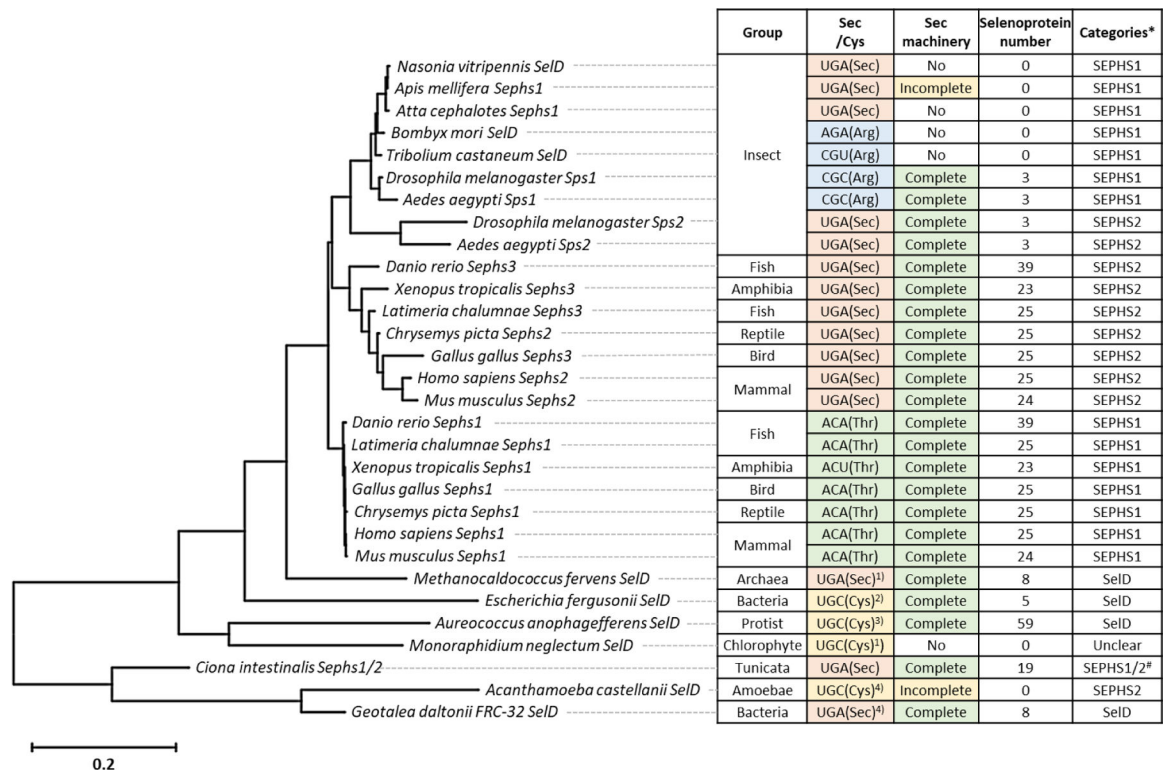 Group Sec /Cys Sec machinery Selenoprotein number Categories*
Nasonia vitripennis SelD Insect UGA(Sec) No 0 SEPHS1
Apis mellifera Sephs1 UGA(Sec) Incomplete 0 SEPHS1
Atta cephalotes Sephs1 UGA(Sec) No 0 SEPHS1
Bombyx mori SelD AGA(Arg) No 0 SEPHS1
Tribolium castaneum SelD CGU(Arg) No 0 SEPHS1
Drosophila melanogaster Sps1 CGC(Arg) Complete 3 SEPHS1
Aedes aegypti Sps1 CGC(Arg) Complete 3 SEPHS1
Drosophila melanogaster Sps2 UGA(Sec) Complete 3 SEPHS2
Aedes aegypti Sps2 UGA(Sec) Complete 3 SEPHS2
Danio rerio Sephs3 Fish UGA(Sec) Complete 39 SEPHS2
Xenopus tropicalis Sephs3 Amphibia UGA(Sec) Complete 23 SEPHS2
Latimeria chalumnae Sephs3 Fish UGA(Sec) Complete 25 SEPHS2
Chrysemys picta Sephs2 Reptile UGA(Sec) Complete 25 SEPHS2
Gallus gallus Sephs3 Bird UGA(Sec) Complete 25 SEPHS2
Homo sapiens Sephs2 Mammal UGA(Sec) Complete 25 SEPHS2
Mus musculus Sephs2 UGA(Sec) Complete 24 SEPHS2
Danio rerio Sephs1 Fish ACA(Thr) Complete 39 SEPHS1
Latimeria chalumnae Sephs1 ACA(Thr) Complete 25 SEPHS1
Xenopus tropicalis Sephs1 Amphibia ACU(Thr) Complete 23 SEPHS1
Gallus gallus Sephs1 Bird ACA(Thr) Complete 25 SEPHS1
Chrysemys picta Sephs1 Reptile ACA(Thr) Complete 25 SEPHS1
Homo sapiens Sephs1 Mammal ACA(Thr) Complete 25 SEPHS1
Mus musculus Sephs1 ACA(Thr) Complete 24 SEPHS1
Methanocaldococcus fervens SelD Archaea UGA(Sec)1) Complete 8 SelD
Escherichia fergusonii SelD Bacteria UGC(Cys)2) Complete 5 SelD
Aureococcus anophagefferens SelD Protist UGC(Cys)3) Complete 59 SelD
Monoraphidium neglectum SelD Chlorophyte UGC(Cys)1) No 0 Unclear
Ciona intestinalis Sephs1/2 Tunicata UGA(Sec) Complete 19 SEPHS1/2#
Acanthamoeba castellanii SelD Amoebae UGC(Cys)4) Incomplete 0 SEPHS2
Geotalea daltonii FRC-32 SelD Bacteria UGA(Sec)4) Complete 8 SelD
0.2